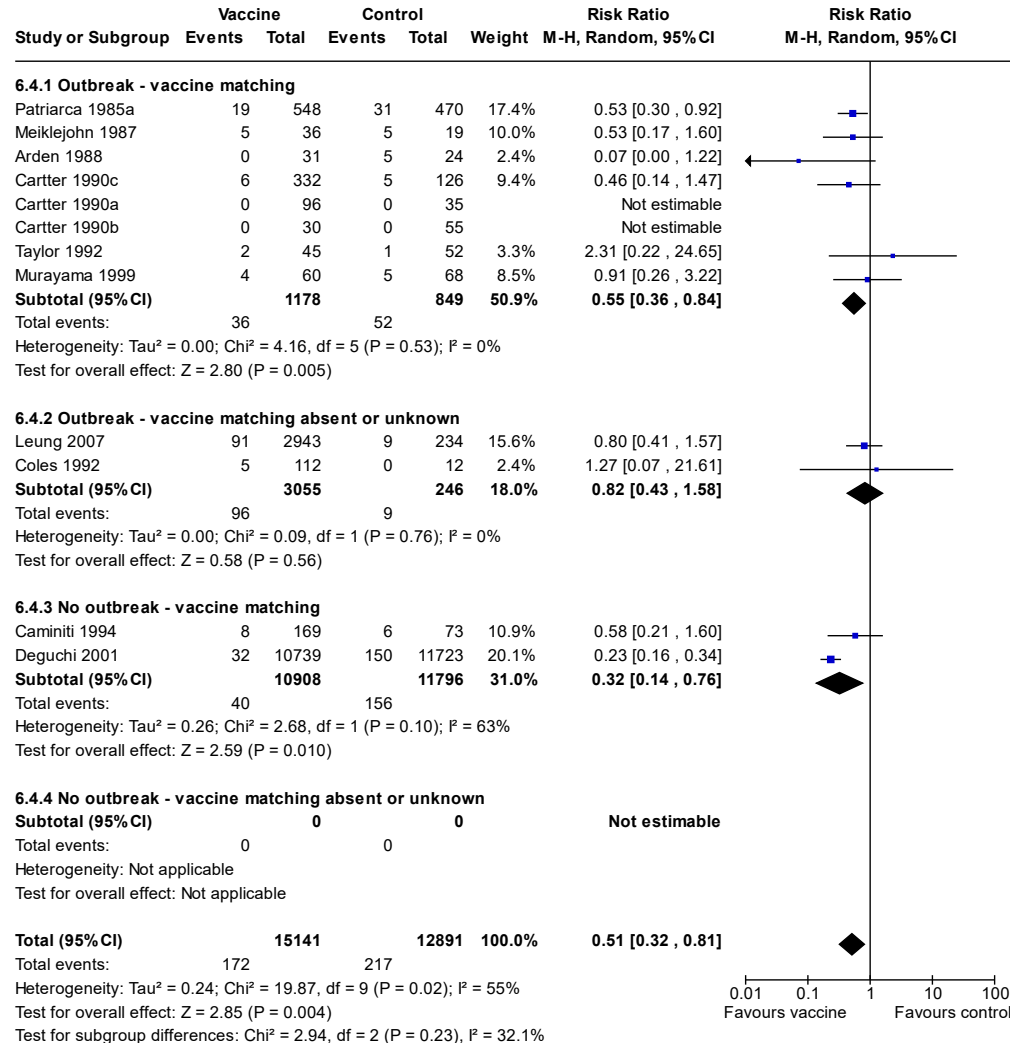 Vaccine Control Risk Ratio Risk Ratio
Study or Subgroup Events Total Events Total Weight M-H, Random, 95%CI M-H, Random, 95%CI
6.4.1 Outbreak - vaccine matching
Patriarca 1985a 19 548 31 470 17.4% 0.53 [0.30 , 0.92]
Meiklejohn 1987 5 36 5 19 10.0% 0.53 [0.17 , 1.60]
Arden 1988 0 31 5 24 2.4% 0.07 [0.00 , 1.22]
Cartter 1990c 6 332 5 126 9.4% 0.46 [0.14 , 1.47]
Cartter 1990a 0 96 0 35 Not estimable
Cartter 1990b 0 30 0 55 Not estimable
Taylor 1992 2 45 1 52 3.3% 2.31 [0.22 , 24.65]
Murayama 1999 4 60 5 68 8.5% 0.91 [0.26 , 3.22]
Subtotal (95%CI) 1178 849 50.9% 0.55 [0.36 , 0.84]
Total events: 36 52
Heterogeneity: Tau² = 0.00; Chi² = 4.16, df = 5 (P = 0.53); I² = 0%
Test for overall effect: Z = 2.80 (P = 0.005)
6.4.2 Outbreak - vaccine matching absent or unknown
Leung 2007 91 2943 9 234 15.6% 0.80 [0.41 , 1.57]
Coles 1992 5 112 0 12 2.4% 1.27 [0.07 , 21.61]
Subtotal (95%CI) 3055 246 18.0% 0.82 [0.43 , 1.58]
Total events: 96 9
Heterogeneity: Tau² = 0.00; Chi² = 0.09, df = 1 (P = 0.76); I² = 0%
Test for overall effect: Z = 0.58 (P = 0.56)
6.4.3 No outbreak - vaccine matching
Caminiti 1994 8 169 6 73 10.9% 0.58 [0.21 , 1.60]
Deguchi 2001 32 10739 150 11723 20.1% 0.23 [0.16 , 0.34]
Subtotal (95%CI) 10908 11796 31.0% 0.32 [0.14 , 0.76]
Total events: 40 156
Heterogeneity: Tau² = 0.26; Chi² = 2.68, df = 1 (P = 0.10); I² = 63%
Test for overall effect: Z = 2.59 (P = 0.010)
6.4.4 No outbreak - vaccine matching absent or unknown
Subtotal (95%CI) 0 0 Not estimable
Total events: 0 0
Heterogeneity: Not applicable
Test for overall effect: Not applicable
Total (95%CI) 15141 12891 100.0% 0.51 [0.32 , 0.81]
Total events: 172 217
Heterogeneity: Tau² = 0.24; Chi² = 19.87, df = 9 (P = 0.02); I² = 55%
Test for overall effect: Z = 2.85 (P = 0.004)
Test for subgroup differences: Chi² = 2.94, df = 2 (P = 0.23), I² = 32.1%
0.01 0.1 1 10 100
Favours vaccine Favours control